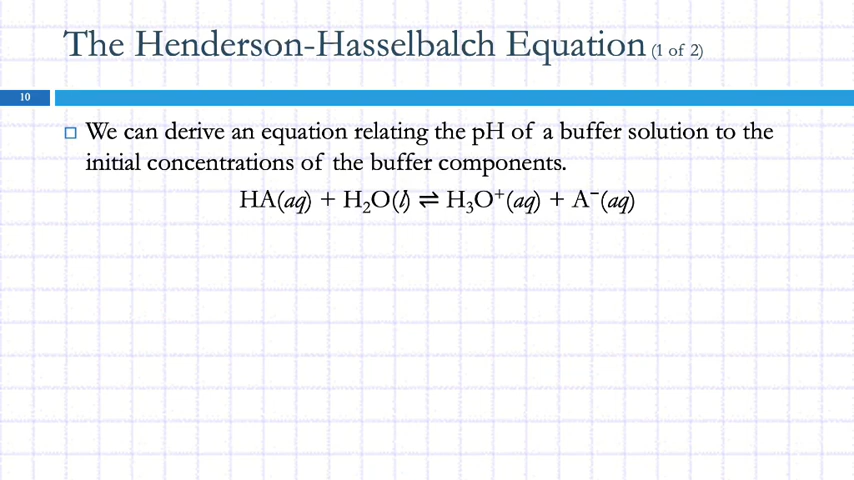 The Henderson-Hasselbalch Equation (1 of 2)
10
We can derive an equation relating the pH of a buffer solution to the
initial concentrations of the buffer components.
HA(aq) + H₂O(l) ⇌ H₃O⁺(aq) + A⁻(aq)